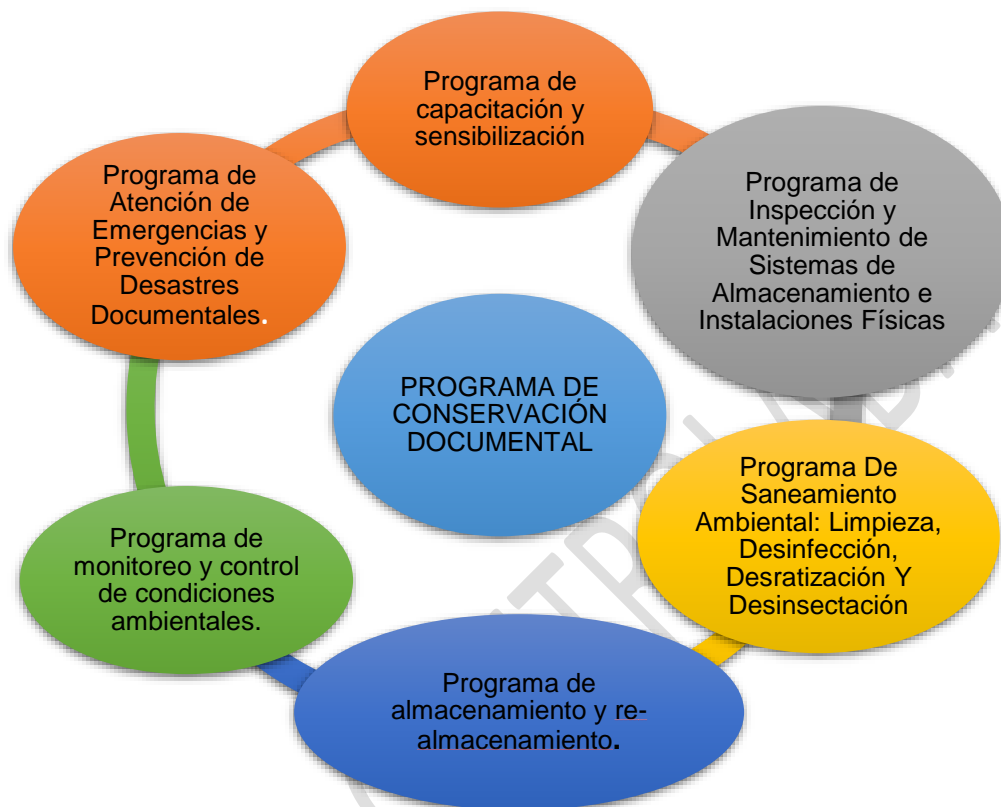 Programa de
capacitación y
sensibilización
Programa de
Inspección y
Mantenimiento de
Sistemas de
Almacenamiento e
Instalaciones Físicas
Programa De
Saneamiento
Ambiental: Limpieza,
Desinfección,
Desratización Y
Desinsectación
Programa de
almacenamiento y re-
almacenamiento.
Programa de
monitoreo y control
de condiciones
ambientales.
Programa de
Atención de
Emergencias y
Prevención de
Desastres
Documentales.
PROGRAMA DE
CONSERVACIÓN
DOCUMENTAL